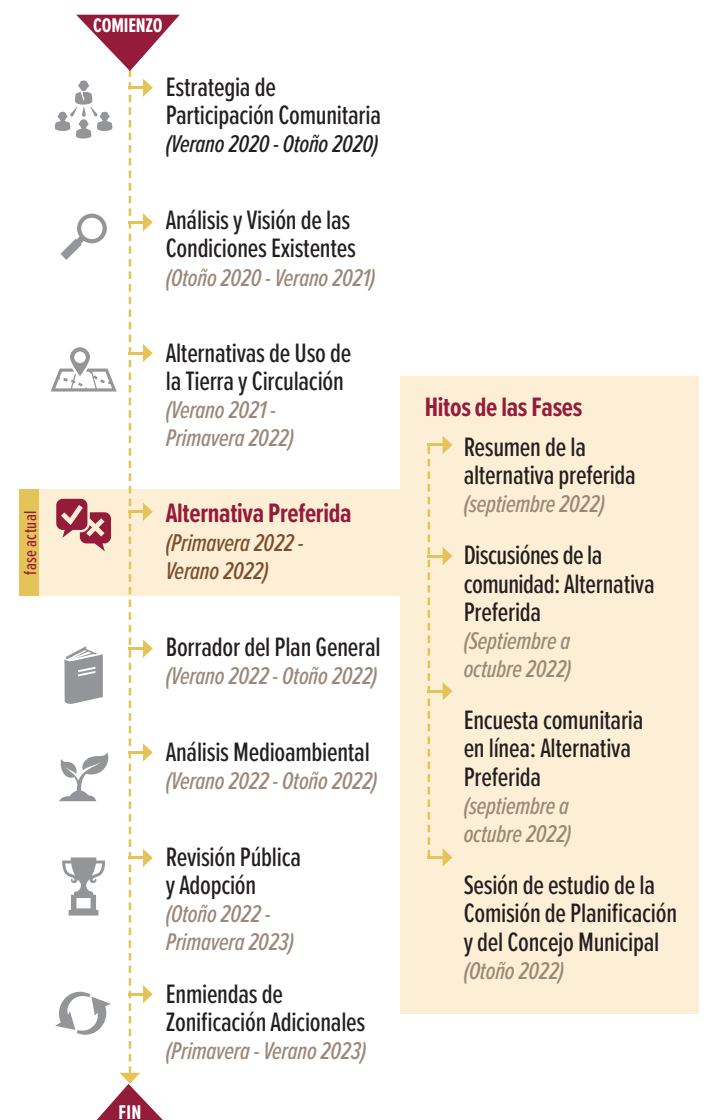 COMIENZO
Estrategia de
Participación Comunitaria
(Verano 2020 - Otoño 2020)
Análisis y Visión de las
Condiciones Existentes
(Otoño 2020 - Verano 2021)
Alternativas de Uso de
la Tierra y Circulación
(Verano 2021 -
Primavera 2022)
fase actual
Alternativa Preferida
(Primavera 2022 -
Verano 2022)
Borrador del Plan General
(Verano 2022 - Otoño 2022)
Análisis Medioambiental
(Verano 2022 - Otoño 2022)
Revisión Pública
y Adopción
(Otoño 2022 -
Primavera 2023)
Enmiendas de
Zonificación Adicionales
(Primavera - Verano 2023)
FIN
Hitos de las Fases
Resumen de la
alternativa preferida
(septiembre 2022)
Discusiónes de la
comunidad: Alternativa
Preferida
(Septiembre a
octubre 2022)
Encuesta comunitaria
en línea: Alternativa
Preferida
(septiembre a
octubre 2022)
Sesión de estudio de la
Comisión de Planificación
y del Concejo Municipal
(Otoño 2022)